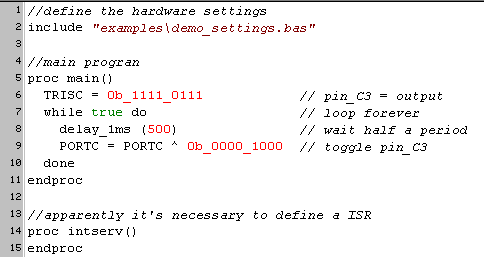 1 //define the hardware settings
2 include "examples\demo_settings.bas"
3
4 //main progran
5 proc main()
6 TRISC = 0b_1111_0111 // pin_C3 = output
7 while true do // loop forever
8 delay_1ms (500) // wait half a period
9 PORTC = PORTC ^ 0b_0000_1000 // toggle pin_C3
10 done
11 endproc
12
13 //apparently it's necessary to define a ISR
14 proc intserv()
15 endproc